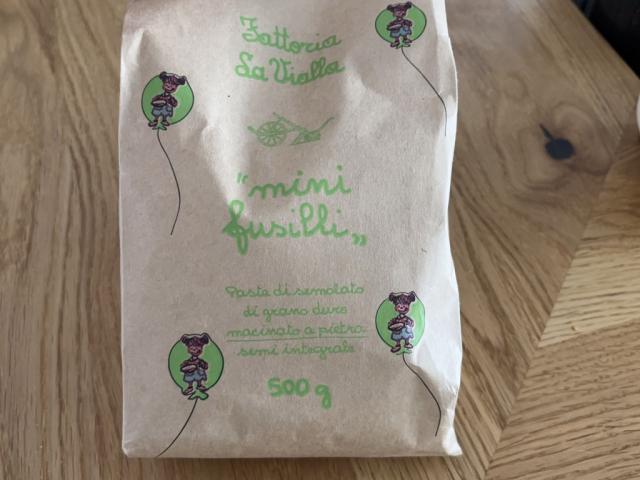 Fattoria
La Vialla
"mini
fusilli„
Pasta di semolato
di grano duro
macinato a pietra
semi integrale
500 g